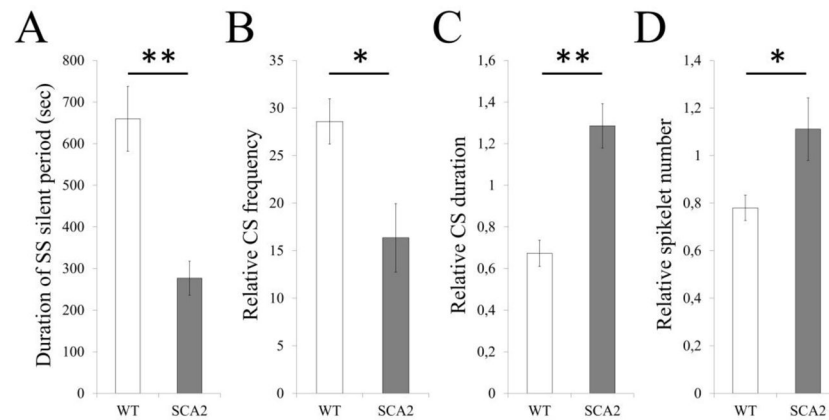 A
Duration of SS silent period (sec)
800
700
600
500
400
300
200
100
0
**
WT
SCA2
B
Relative CS frequency
35
30
25
20
15
10
5
0
*
WT
SCA2
C
Relative CS duration
1,6
1,4
1,2
1
0,8
0,6
0,4
0,2
0
**
WT
SCA2
D
Relative spikelet number
1,4
1,2
1
0,8
0,6
0,4
0,2
0
*
WT
SCA2